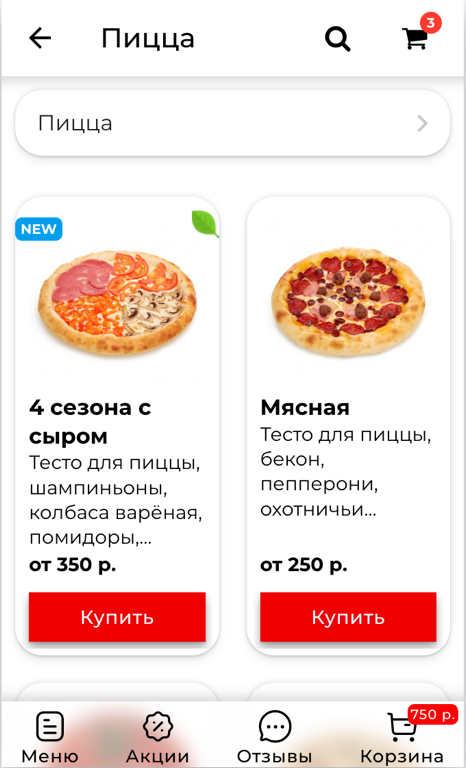 Пицца
3
Пицца
NEW
4 сезона с
сыром
Тесто для пиццы,
шампиньоны,
колбаса варёная,
помидоры,...
от 350 р.
Купить
Мясная
Тесто для пиццы,
бекон,
пепперони,
охотничьи...
от 250 р.
Купить
750 р.
Меню
Акции
Отзывы
Корзина